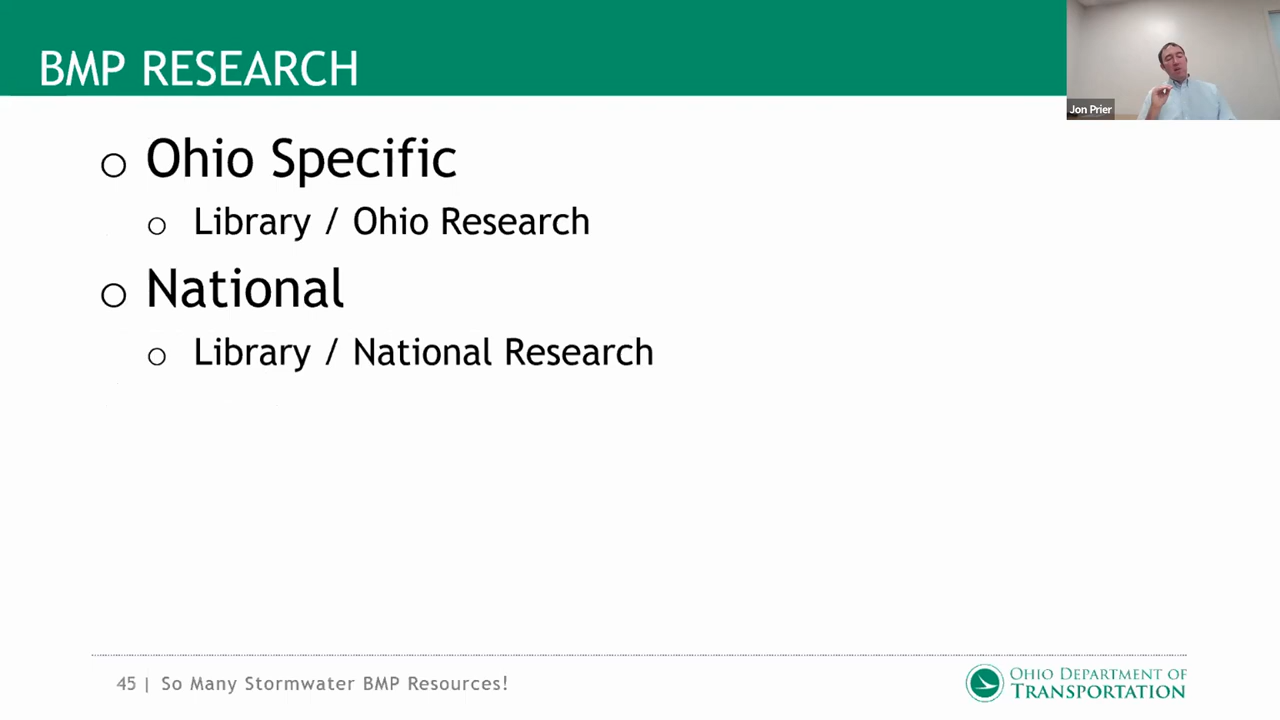 BMP RESEARCH
Jon Prier
o Ohio Specific
o Library / Ohio Research
o National
o Library / National Research
45 | So Many Stormwater BMP Resources!
OHIO DEPARTMENT OF
TRANSPORTATION